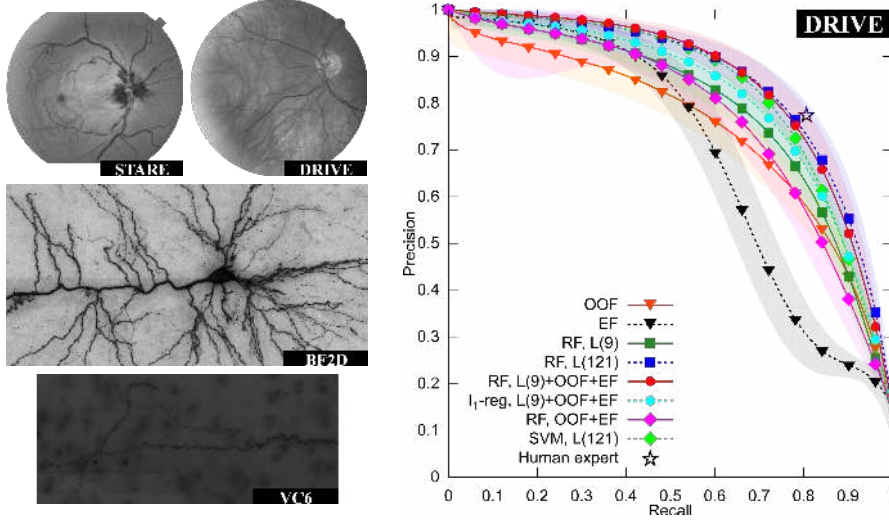 STARE
DRIVE
BF2D
VC6
DRIVE
Precision
1
0.9
0.8
0.7
0.6
0.5
0.4
0.3
0.2
0.1
0
OOF
EF
RF, L(9)
RF, L(121)
RF, L(9)+OOF+EF
l1-reg, L(9)+OOF+EF
RF, OOF+EF
SVM, L(121)
Human expert
0 0.1 0.2 0.3 0.4 0.5 0.6 0.7 0.8 0.9
Recall